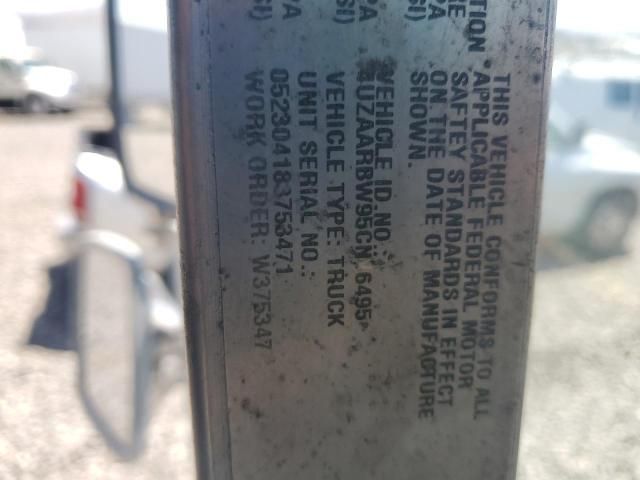 THIS VEHICLE CONFORMS TO ALL
APPLICABLE FEDERAL MOTOR
SAFTEY STANDARDS IN EFFECT
ON THE DATE OF MANUFACTURE
SHOWN.
VEHICLE ID NO.:
VEHICLE TYPE: TRUCK
UNIT SERIAL NO.:
052304183753471
WORK ORDER: W375347